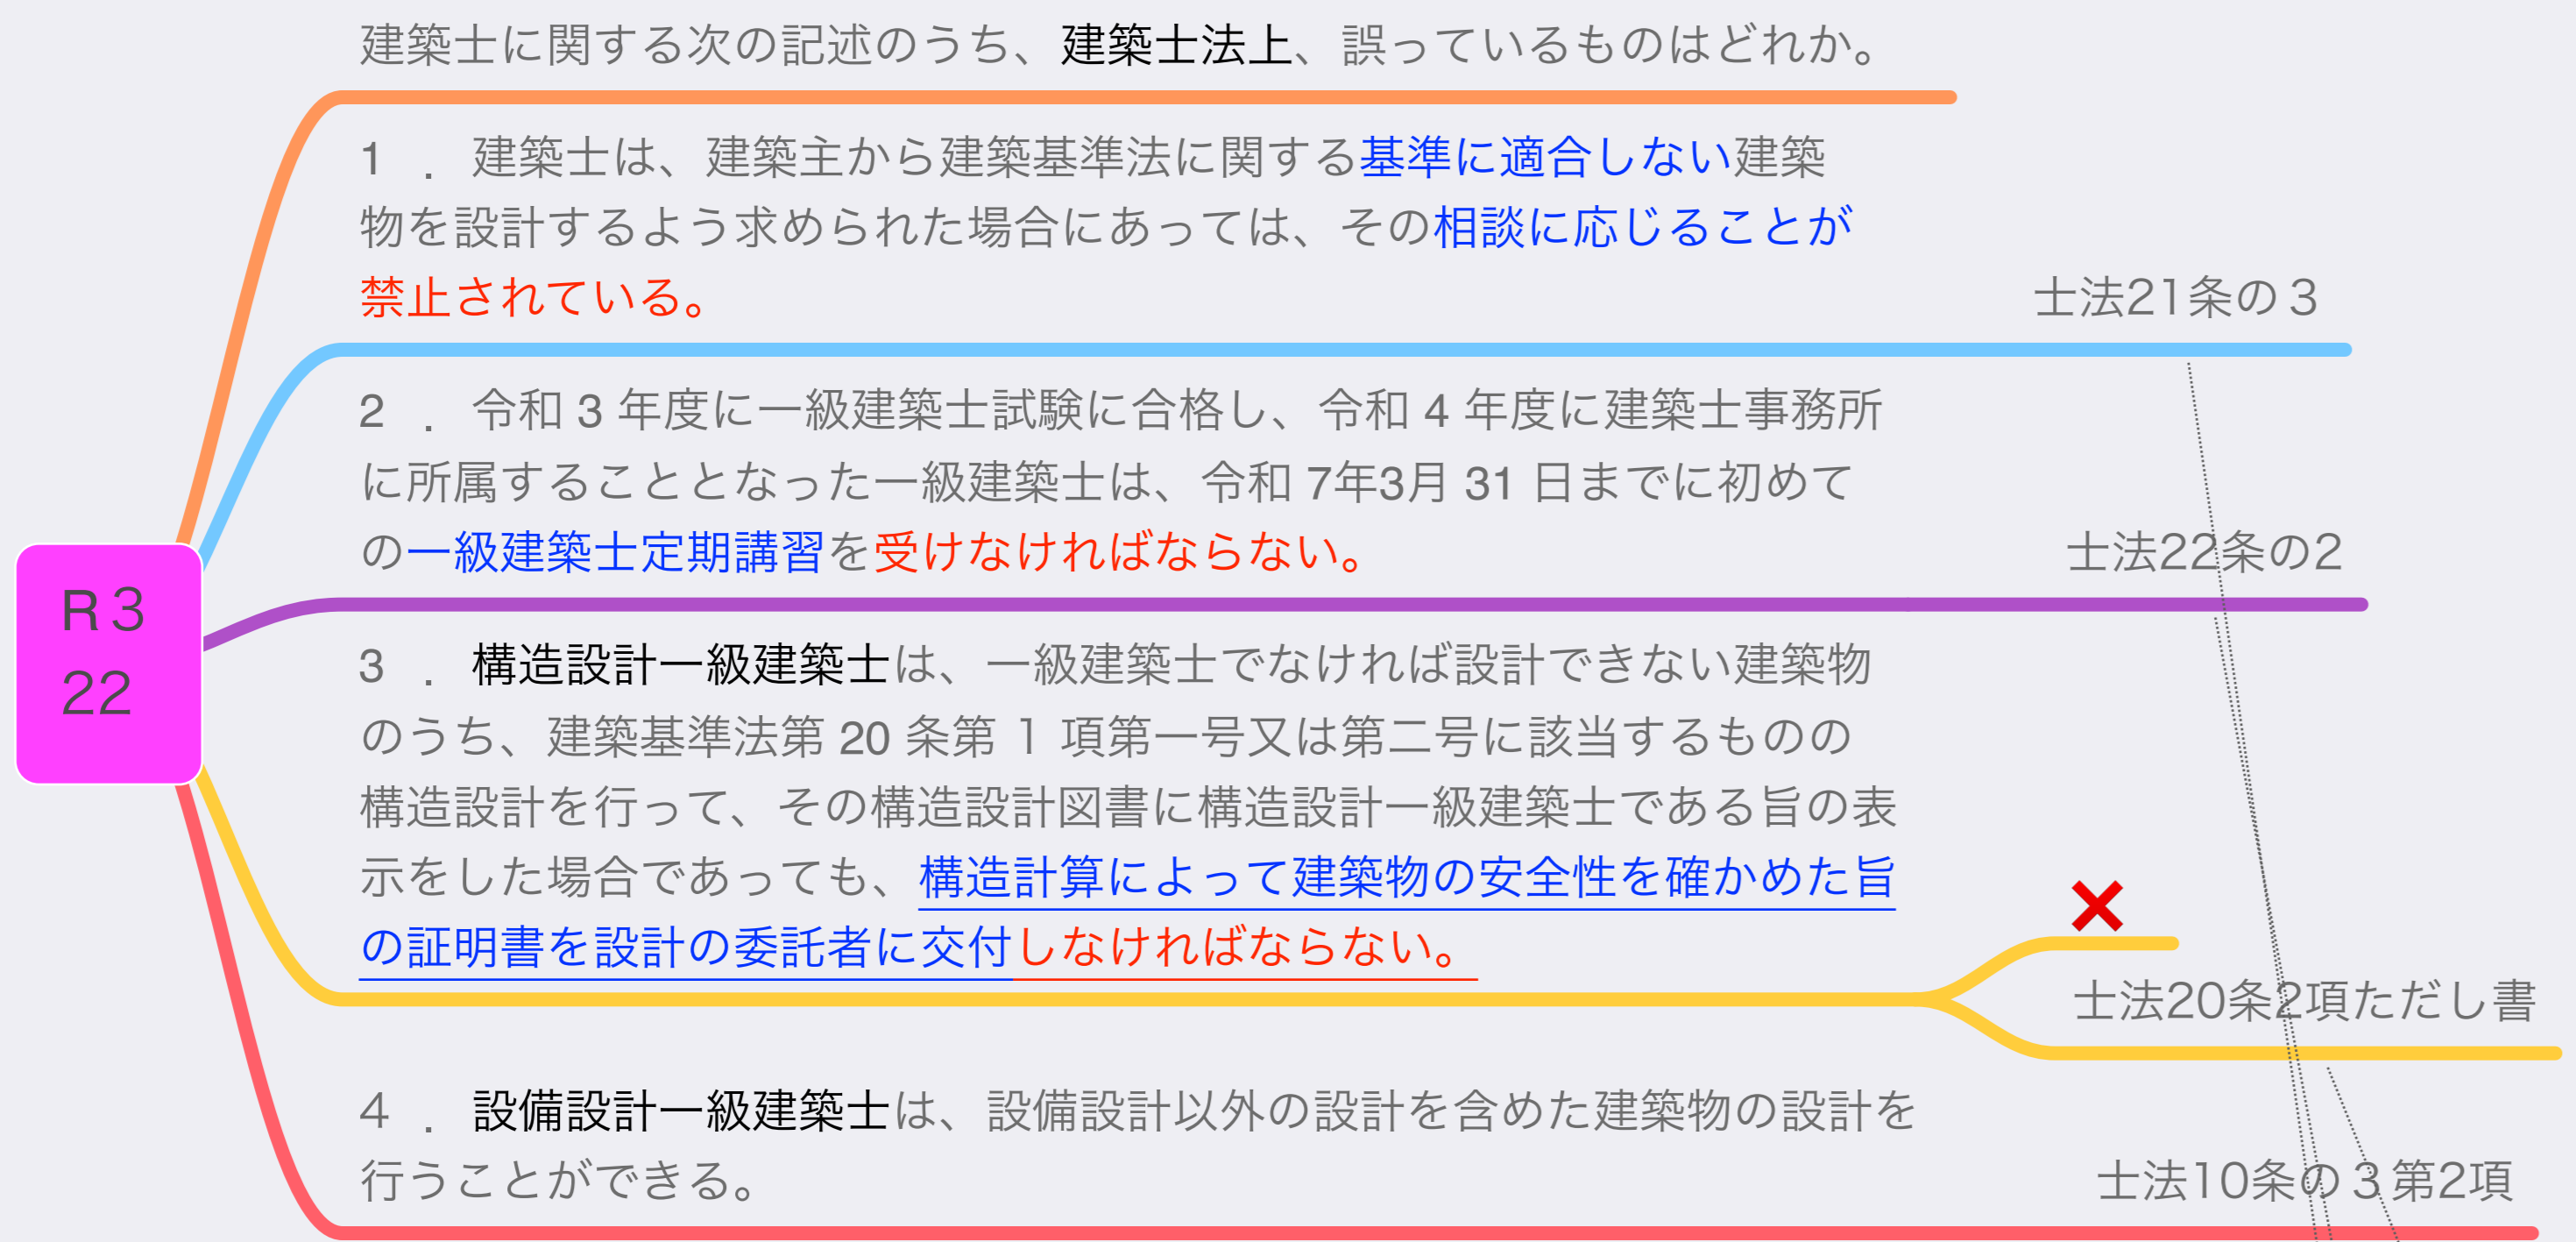 建築士に関する次の記述のうち、建築士法上、誤っているものはどれか。
1 . 建築士は、建築主から建築基準法に関する基準に適合しない建築
物を設計するよう求められた場合にあっては、その相談に応じることが
禁止されている。
士法21条の３
2 . 令和 3 年度に一級建築士試験に合格し、令和 4 年度に建築士事務所
に所属することとなった一級建築士は、令和 7年3月 31 日までに初めて
の一級建築士定期講習を受けなければならない。
士法22条の2
R３
22
3 . 構造設計一級建築士は、一級建築士でなければ設計できない建築物
のうち、建築基準法第 20 条第 １ 項第一号又は第二号に該当するものの
構造設計を行って、その構造設計図書に構造設計一級建築士である旨の表
示をした場合であっても、構造計算によって建築物の安全性を確かめた旨
の証明書を設計の委託者に交付しなければならない。
❌
士法20条2項ただし書
４ . 設備設計一級建築士は、設備設計以外の設計を含めた建築物の設計を
行うことができる。
士法10条の３第2項